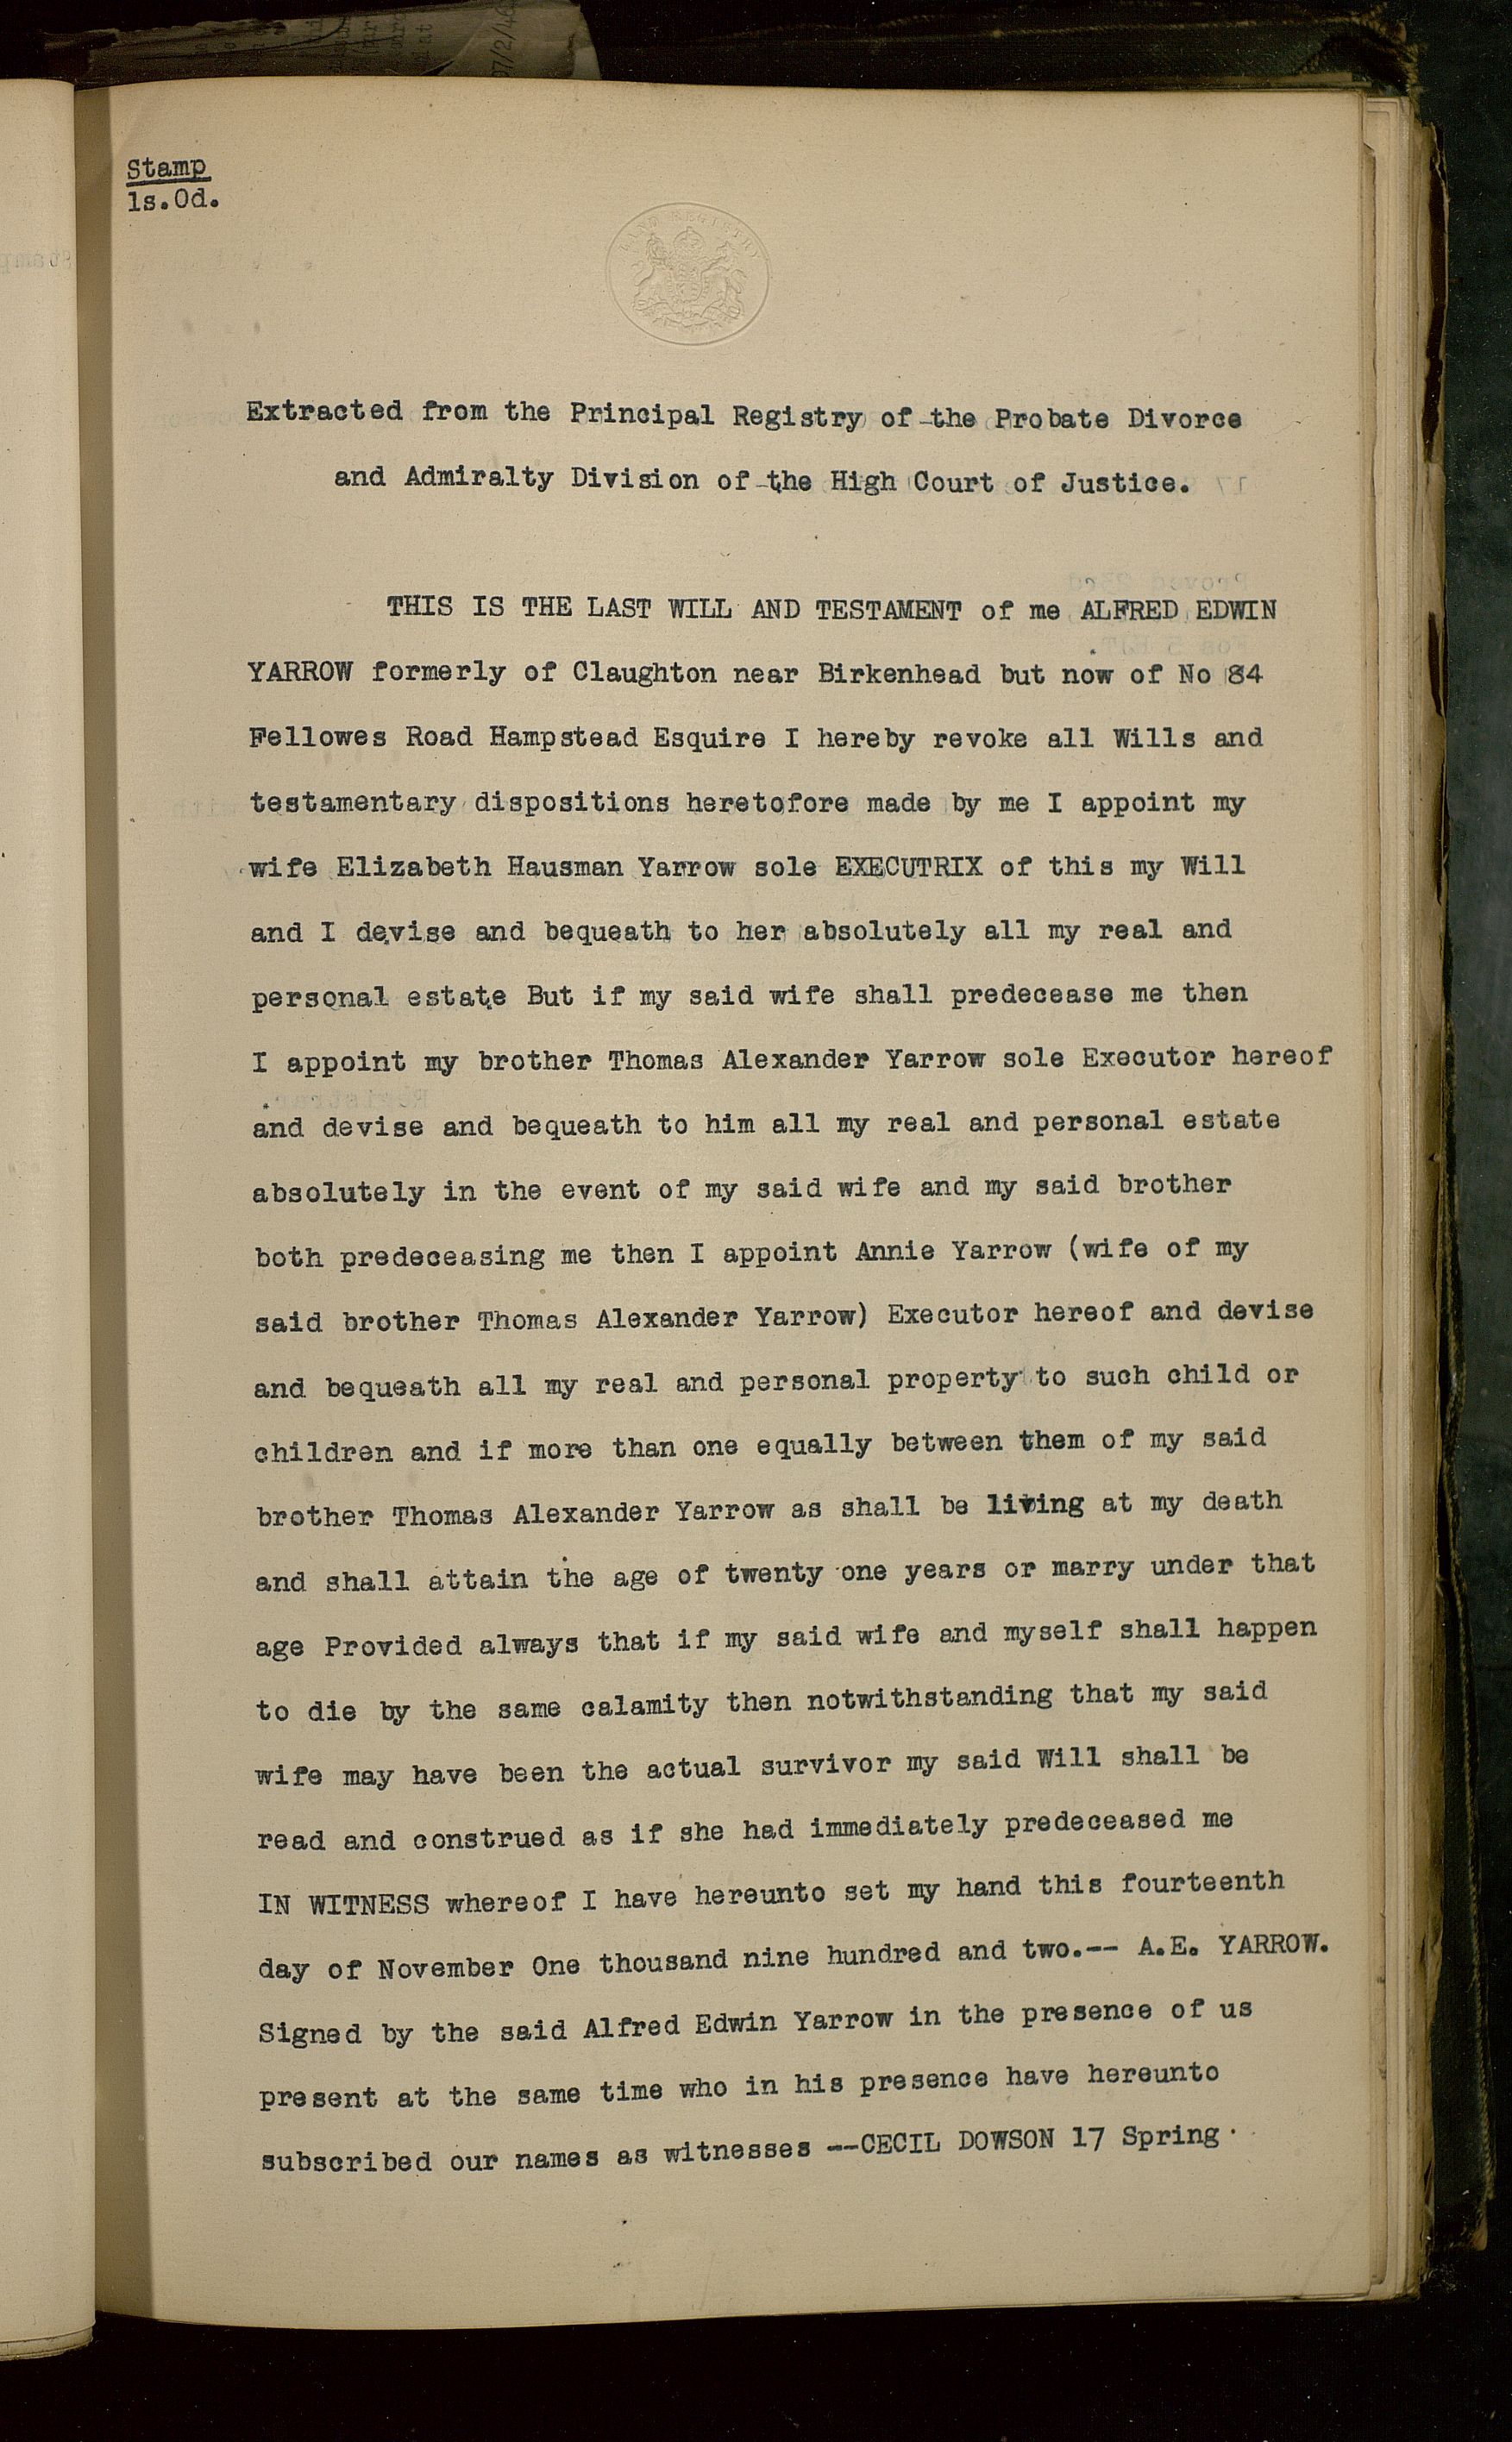 Stamp
1s.0d.
LAND REGISTRY
Extracted from the Principal Registry of the Probate Divorce
and Admiralty Division of the High Court of Justice.
THIS IS THE LAST WILL AND TESTAMENT of me ALFRED EDWIN
YARROW formerly of Claughton near Birkenhead but now of No 84
Fellowes Road Hampstead Esquire I hereby revoke all Wills and
testamentary dispositions heretofore made by me I appoint my
wife Elizabeth Hausman Yarrow sole EXECUTRIX of this my Will
and I devise and bequeath to her absolutely all my real and
personal estate But if my said wife shall predecease me then
I appoint my brother Thomas Alexander Yarrow sole Executor hereof
and devise and bequeath to him all my real and personal estate
absolutely in the event of my said wife and my said brother
both predeceasing me then I appoint Annie Yarrow (wife of my
said brother Thomas Alexander Yarrow) Executor hereof and devise
and bequeath all my real and personal property to such child or
children and if more than one equally between them of my said
brother Thomas Alexander Yarrow as shall be living at my death
and shall attain the age of twenty one years or marry under that
age Provided always that if my said wife and myself shall happen
to die by the same calamity then notwithstanding that my said
wife may have been the actual survivor my said Will shall be
read and construed as if she had immediately predeceased me
IN WITNESS whereof I have hereunto set my hand this fourteenth
day of November One thousand nine hundred and two.-- A.E. YARROW.
Signed by the said Alfred Edwin Yarrow in the presence of us
present at the same time who in his presence have hereunto
subscribed our names as witnesses --CECIL DOWSON 17 Spring